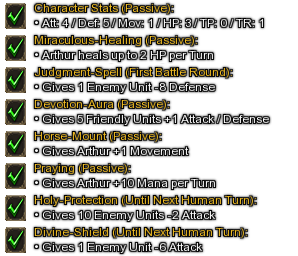 Character Stats (Passive):
• Att: 4 / Def: 5 / Mov: 1 / HP: 3 / TP: 0 / TR: 1
Miraculous-Healing (Passive):
• Arthur heals up to 2 HP per Turn
Judgment-Spell (First Battle Round):
• Gives 1 Enemy Unit -8 Defense
Devotion-Aura (Passive):
• Gives 5 Friendly Units +1 Attack / Defense
Horse-Mount (Passive):
• Gives Arthur +1 Movement
Praying (Passive):
• Gives Arthur +10 Mana per Turn
Holy-Protection (Until Next Human Turn):
• Gives 10 Enemy Units -2 Attack
Divine-Shield (Until Next Human Turn):
• Gives 1 Enemy Unit -6 Attack